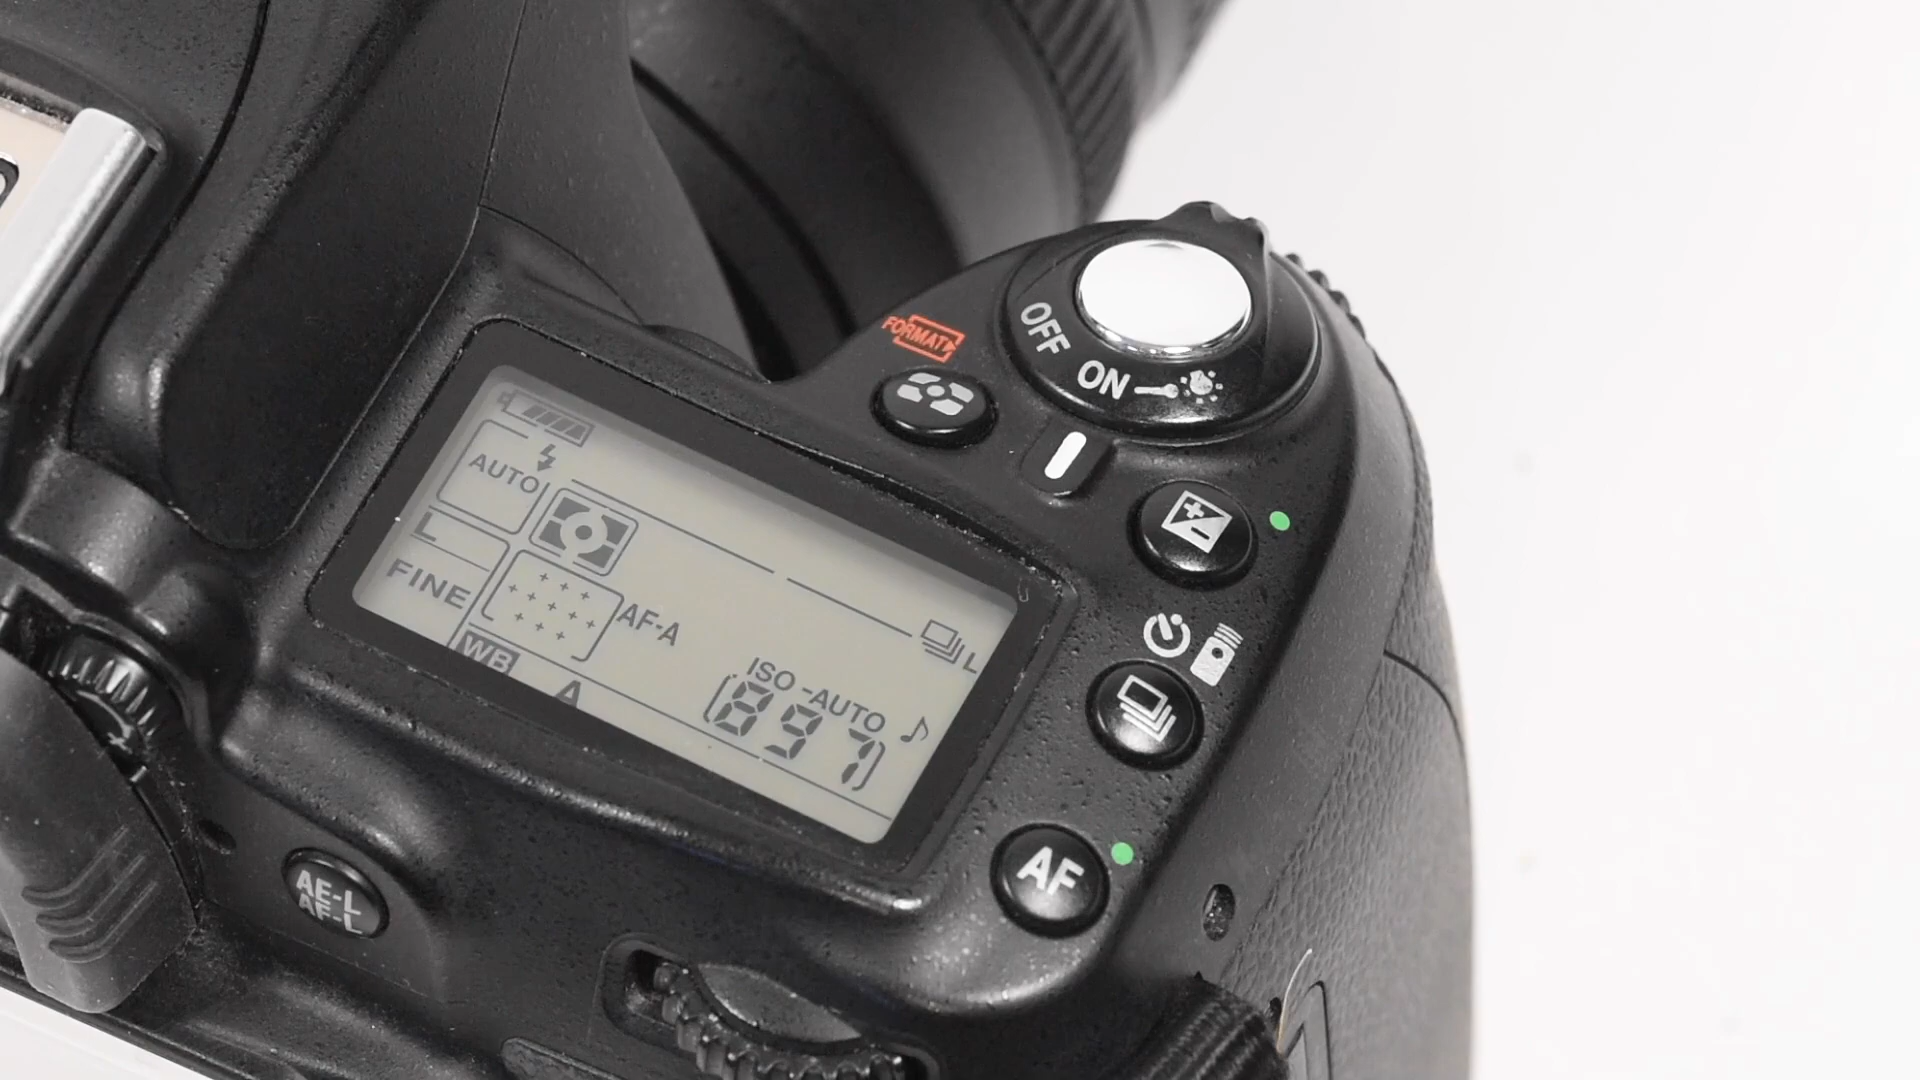 FORMAT
OFF
ON
AUTO
L
FINE
AF-A
WB
A
ISO -AUTO
L
[897]
AF
AE-L
AF-L